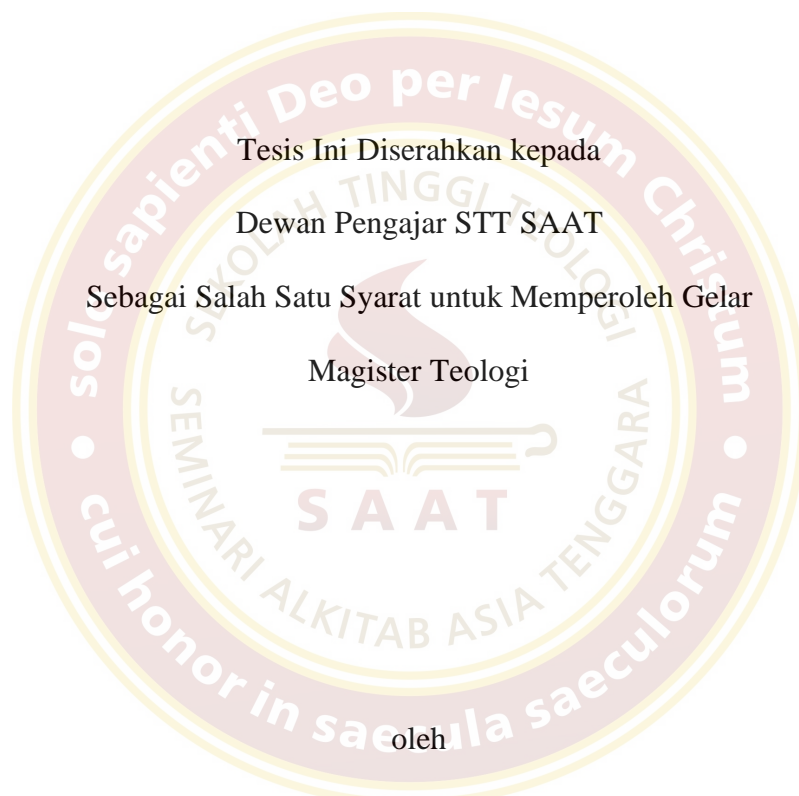 Tesis Ini Diserahkan kepada
Dewan Pengajar STT SAAT
Sebagai Salah Satu Syarat untuk Memperoleh Gelar
Magister Teologi
oleh
solo sapienti Deo per Iesum Christum
cui honor in saecula saeculorum
SEKOLAH TINGGI TEOLOGI
SEMINARI ALKITAB ASIA TENGGARA
SAAT